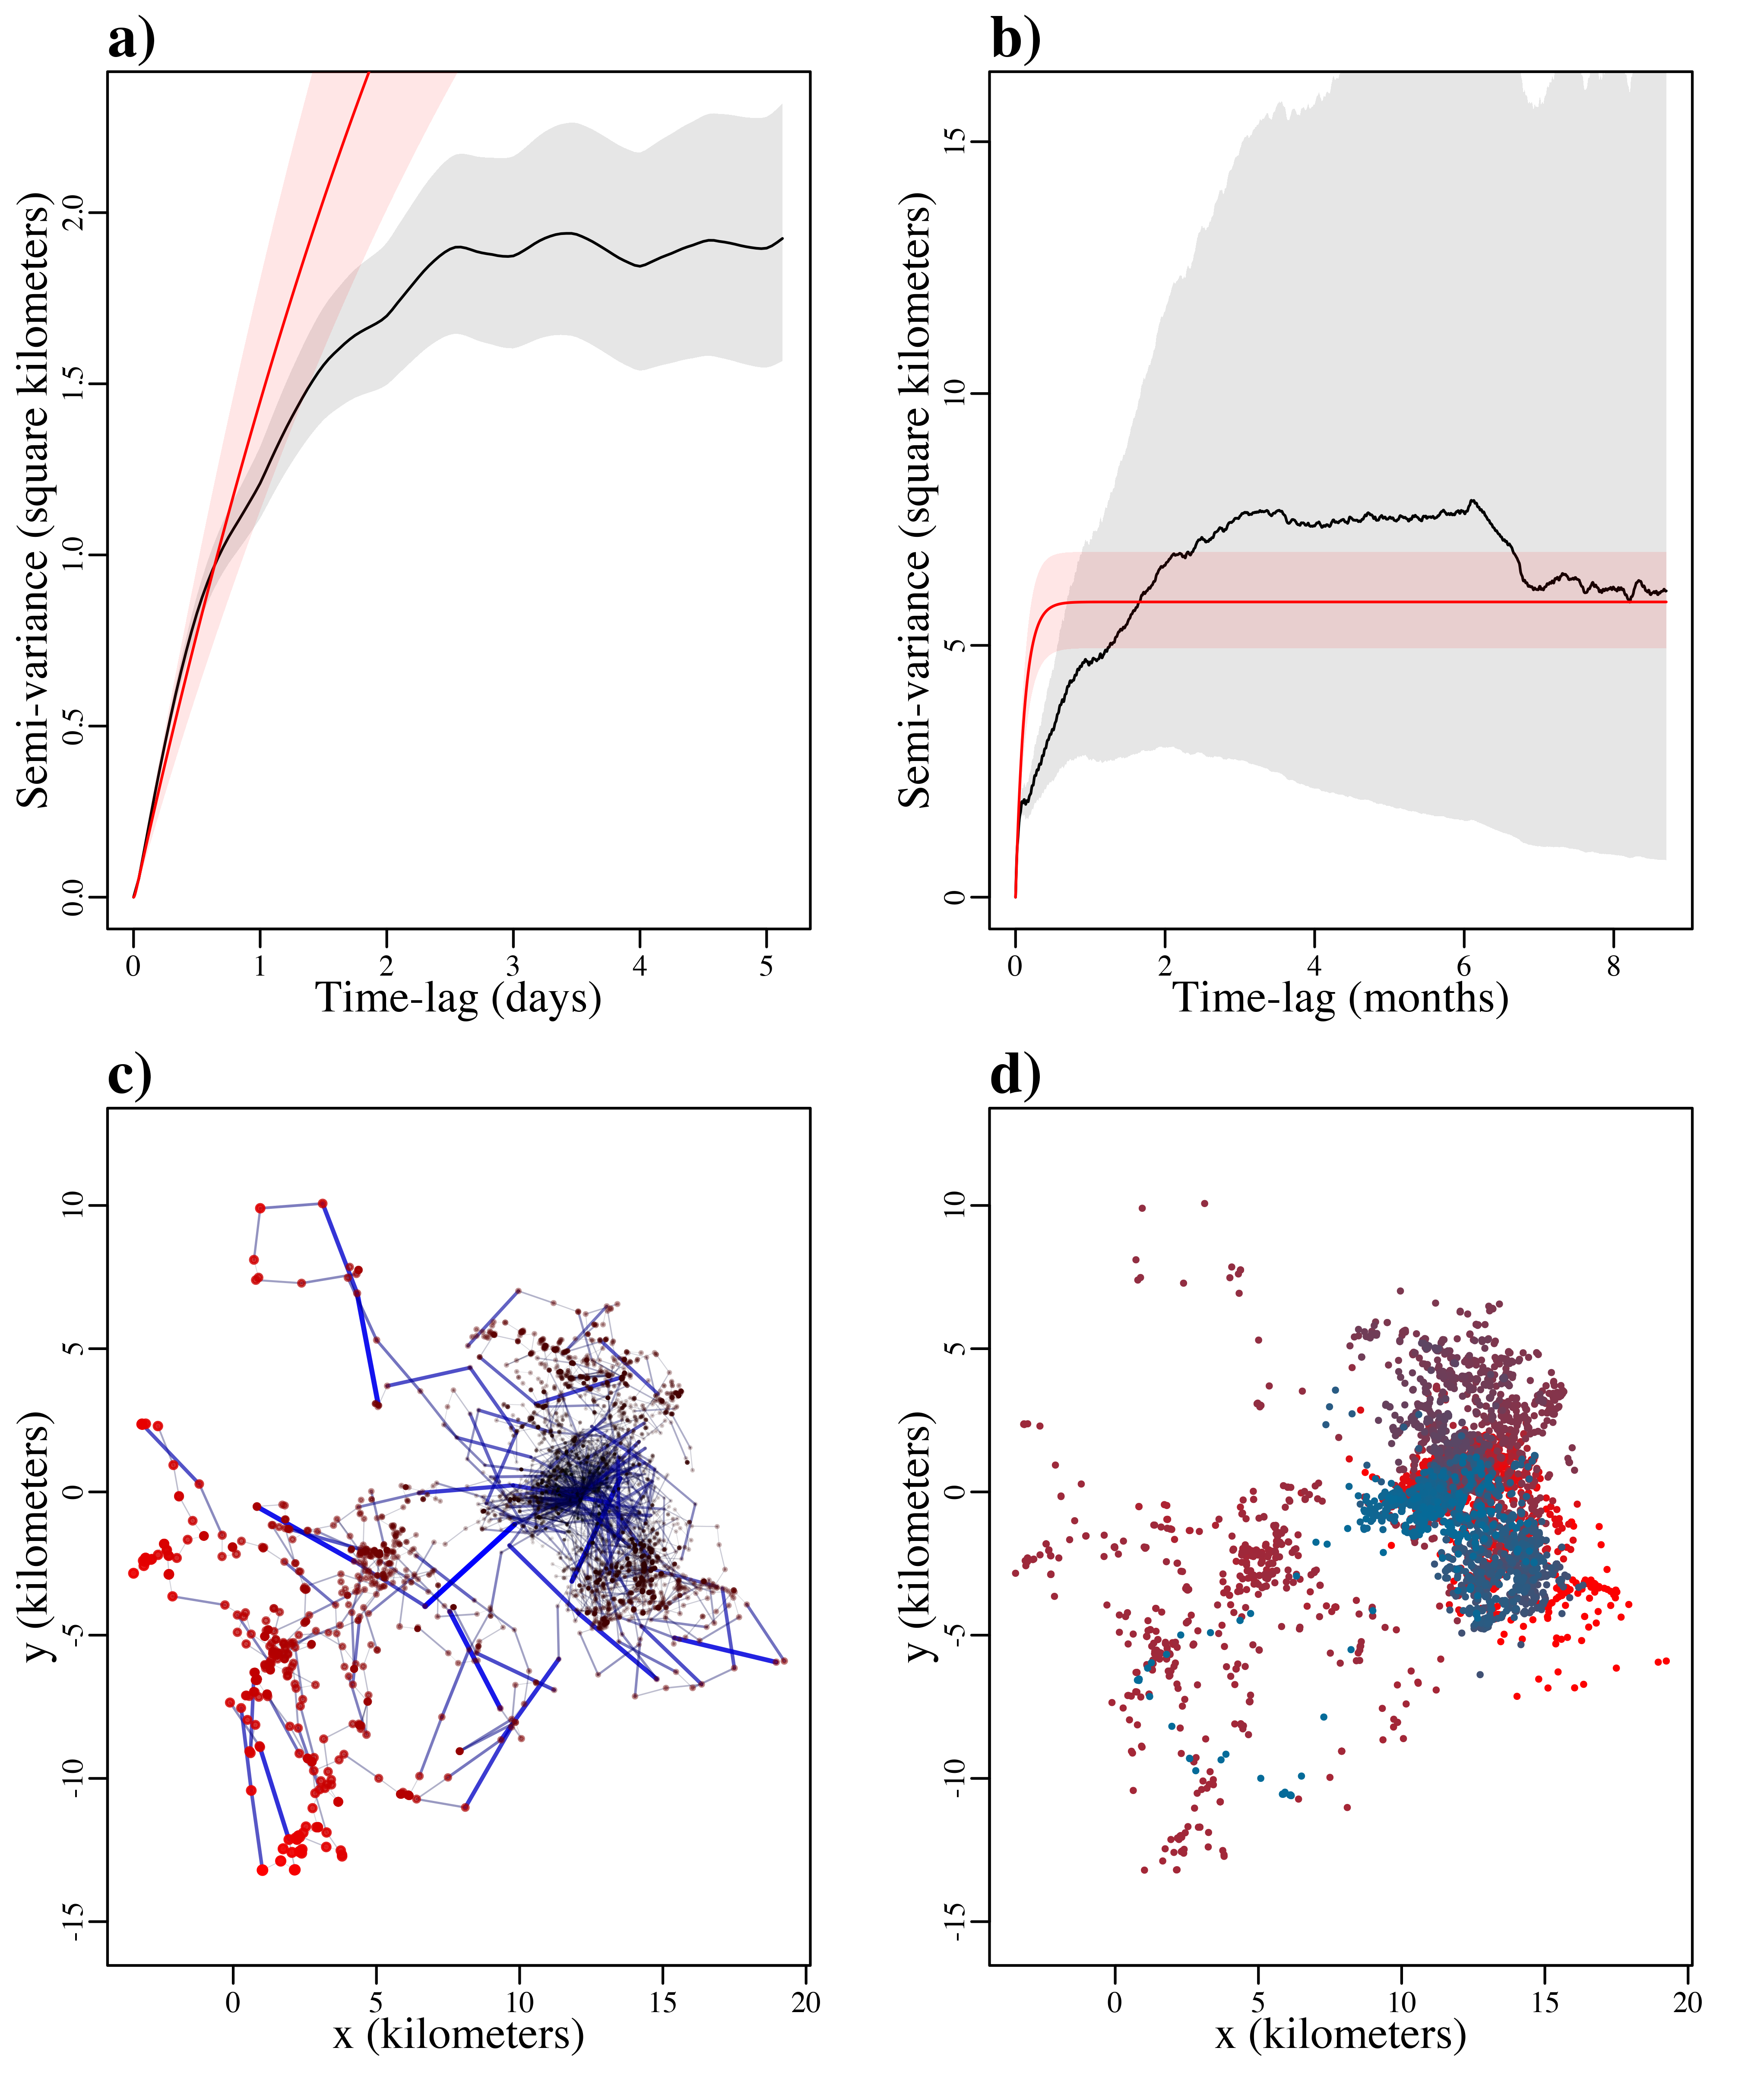 a)
Semi-variance (square kilometers)
2.0
1.5
1.0
0.5
0.0
0 1 2 3 4 5
Time-lag (days)
b)
Semi-variance (square kilometers)
15
10
5
0
0 2 4 6 8
Time-lag (months)
c)
y (kilometers)
10
5
0
-5
-10
-15
0 5 10 15 20
x (kilometers)
d)
y (kilometers)
10
5
0
-5
-10
-15
0 5 10 15 20
x (kilometers)